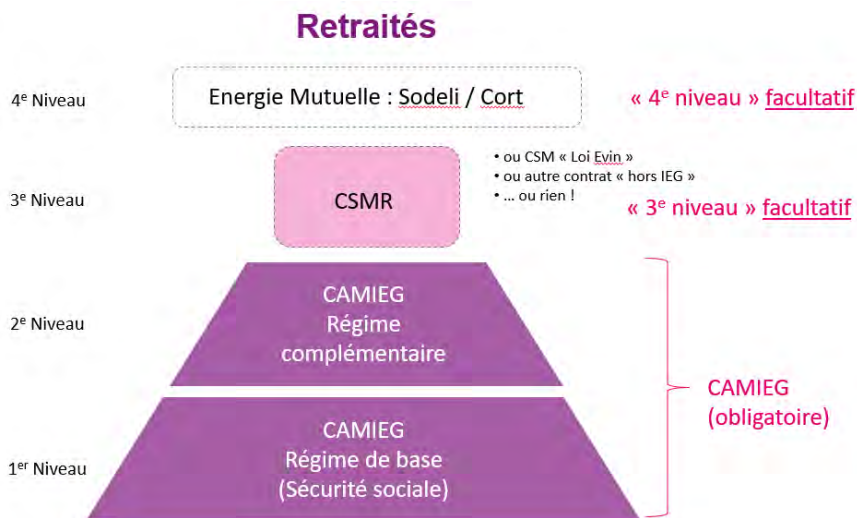 Retraités
4e Niveau
Energie Mutuelle : Sodeli / Cort
« 4e niveau » facultatif
3e Niveau
CSMR
• ou CSM « Loi Evin »
• ou autre contrat « hors IEG »
• ... ou rien !
« 3e niveau » facultatif
2e Niveau
CAMIEG
Régime
complémentaire
CAMIEG
(obligatoire)
1er Niveau
CAMIEG
Régime de base
(Sécurité sociale)